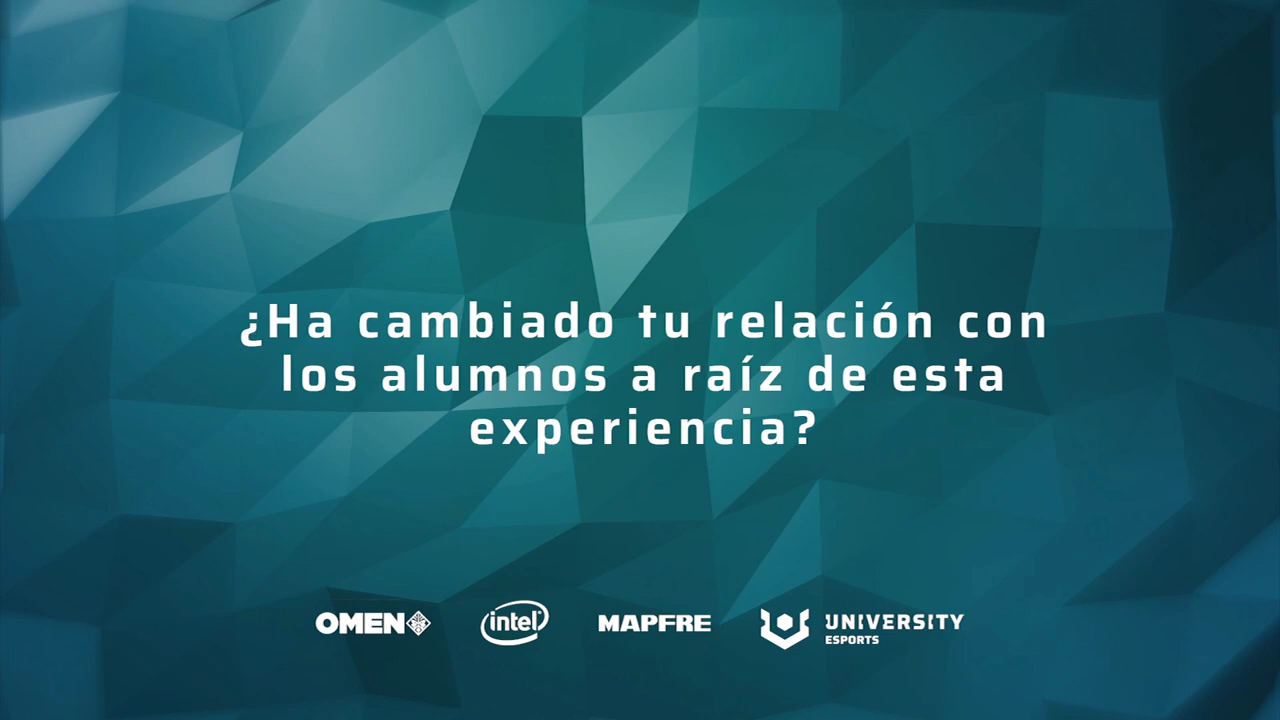 ¿Ha cambiado tu relación con
los alumnos a raíz de esta
experiencia?
OMEN intel MAPFRE UNIVERSITY
ESPORTS